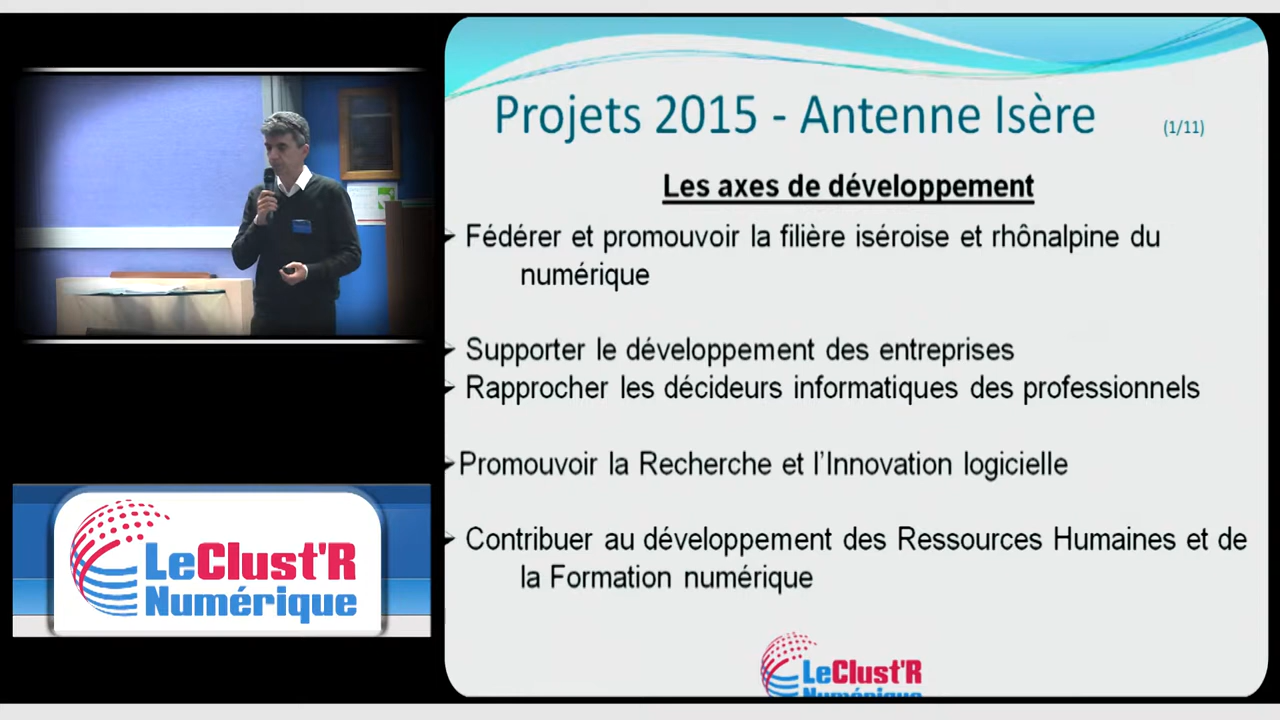 Projets 2015 - Antenne Isère
(1/11)
Les axes de développement
Fédérer et promouvoir la filière iséroise et rhônalpine du
numérique
Supporter le développement des entreprises
Rapprocher les décideurs informatiques des professionnels
Promouvoir la Recherche et l'Innovation logicielle
Contribuer au développement des Ressources Humaines et de
la Formation numérique
LeClust'R
Numérique
LeClust'R
Numérique